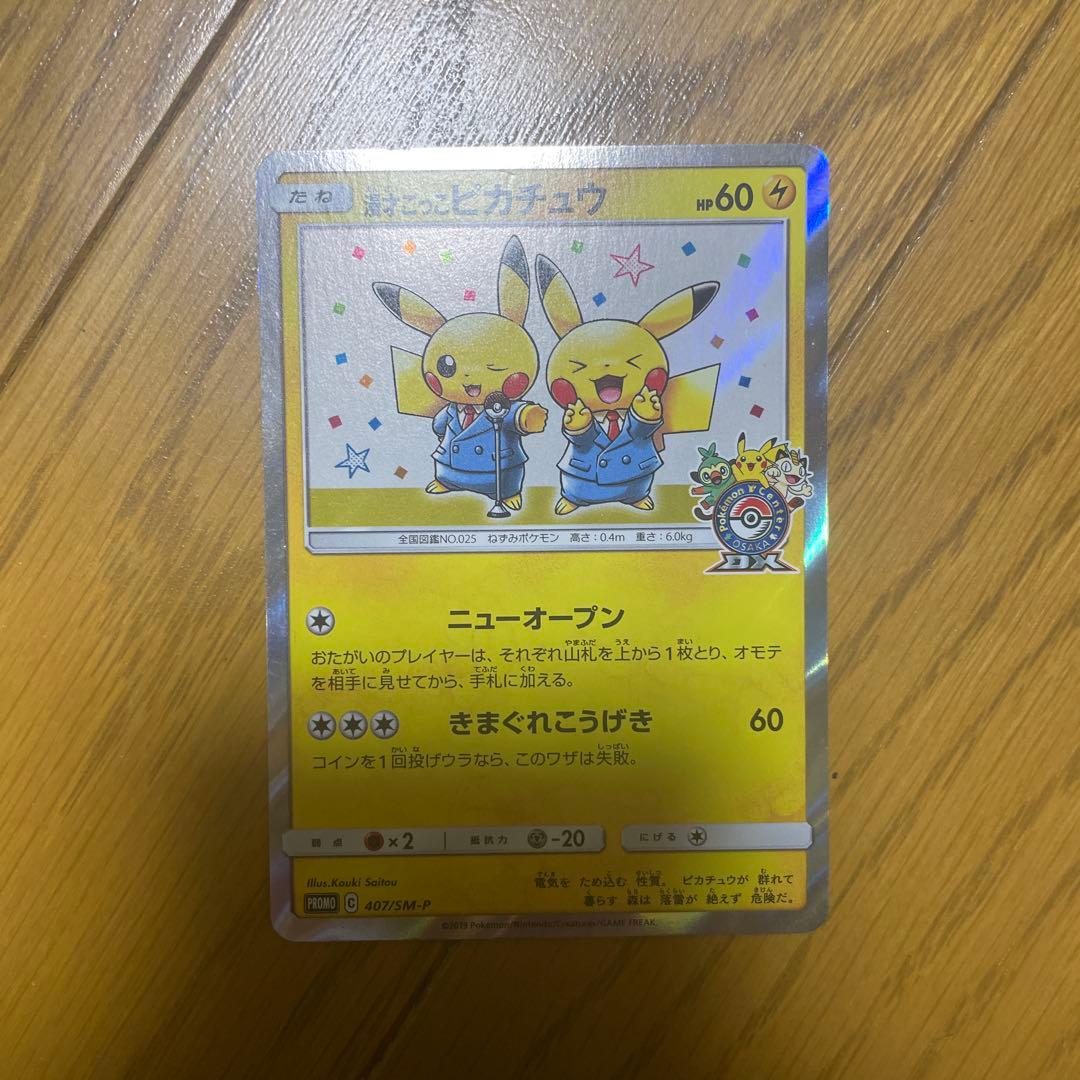 たね
漫才ごっこピカチュウ
HP60
Pokémon Center
OSAKA
DX
全国図鑑NO.025 ねずみポケモン 高さ:0.4m 重さ:6.0kg
ニューオープン
おたがいのプレイヤーは、それぞれ山札を上から1枚とり、オモテ
を相手に見せてから、手札に加える。
きまぐれこうげき 60
コインを1回投げウラなら、このワザは失敗。
弱点 ×2 抵抗力 -20 にげる
Illus.Kouki Saitou
電気を ため込む 性質。 ピカチュウが 群れて
暮らす 森は 落雷が 絶えず 危険だ。
PROMO C 407/SM-P
©2019 Pokémon/Nintendo/Creatures/GAME FREAK